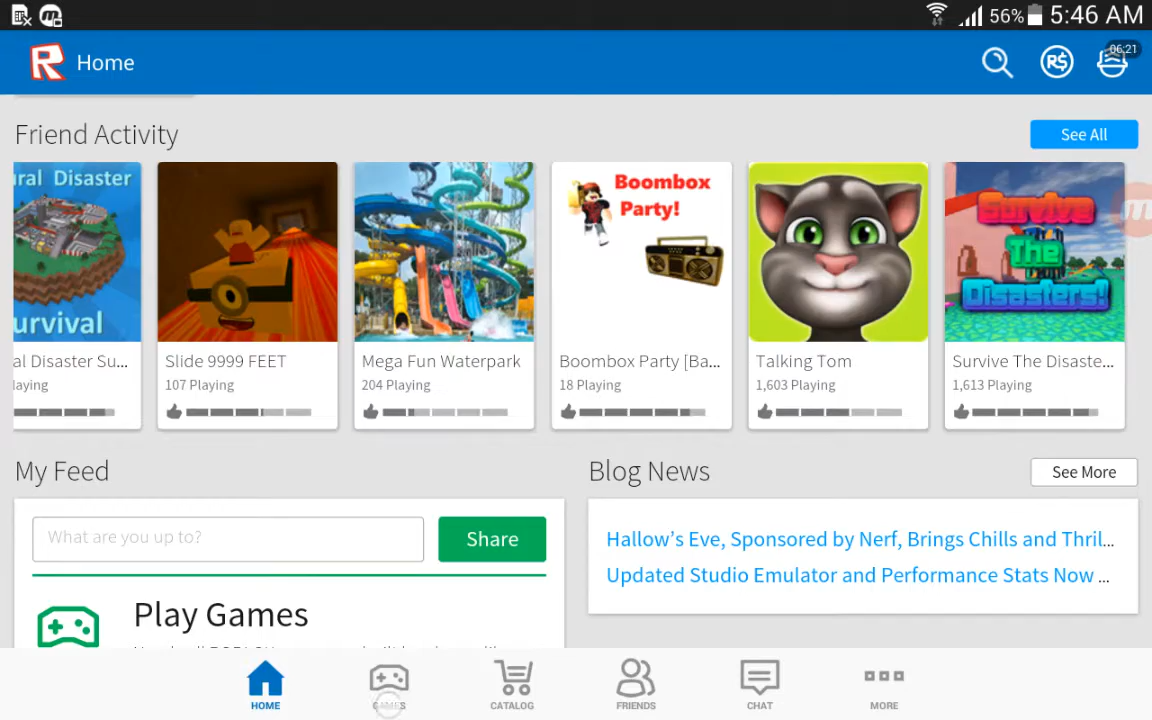 56% 5:46 AM
R Home R$ 06:21
Friend Activity See All
ural Disaster
urvival
Boombox
Party!
Survive
The
Disasters!
al Disaster Su...
Slide 9999 FEET
Mega Fun Waterpark
Boombox Party [Ba...
Talking Tom
Survive The Disaste...
laying
107 Playing
204 Playing
18 Playing
1,603 Playing
1,613 Playing
My Feed
Blog News See More
What are you up to? Share
Hallow's Eve, Sponsored by Nerf, Brings Chills and Thril...
Updated Studio Emulator and Performance Stats Now ...
Play Games
HOME GAMES CATALOG FRIENDS CHAT MORE